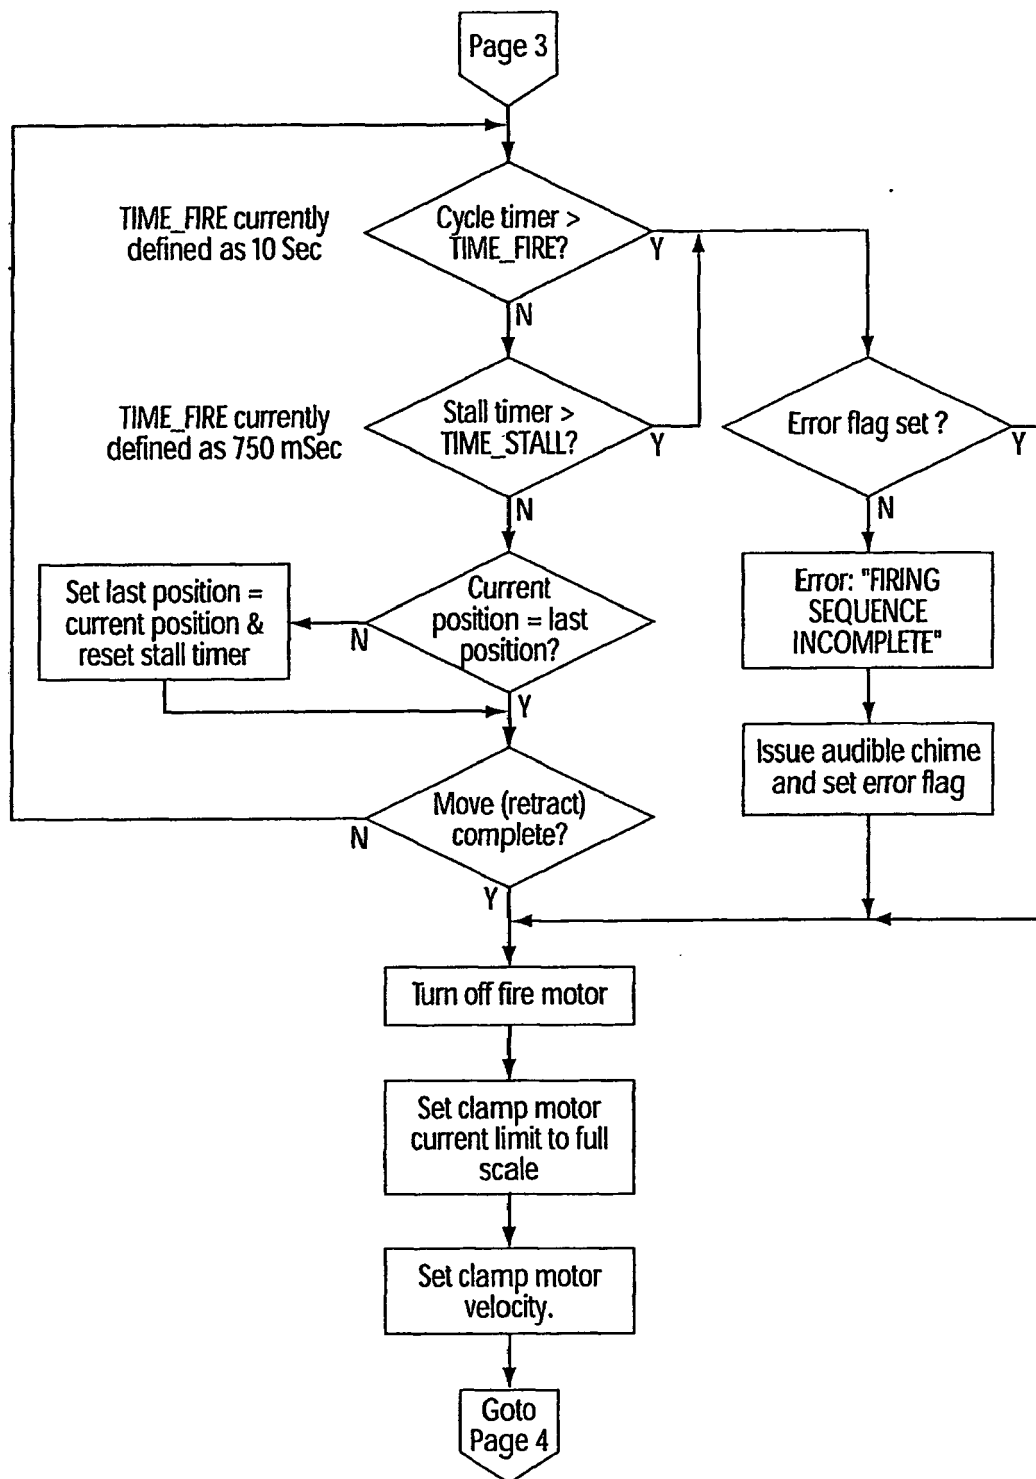 Page 3
TIME_FIRE currently
defined as 10 Sec
Cycle timer >
TIME_FIRE?
Y
N
TIME_FIRE currently
defined as 750 mSec
Stall timer >
TIME_STALL?
Y
N
Error flag set ?
Y
N
Set last position =
current position &
reset stall timer
N
Current
position = last
position?
Y
Error: "FIRING
SEQUENCE
INCOMPLETE"
Issue audible chime
and set error flag
Move (retract)
complete?
N
Y
Turn off fire motor
Set clamp motor
current limit to full
scale
Set clamp motor
velocity.
Goto
Page 4